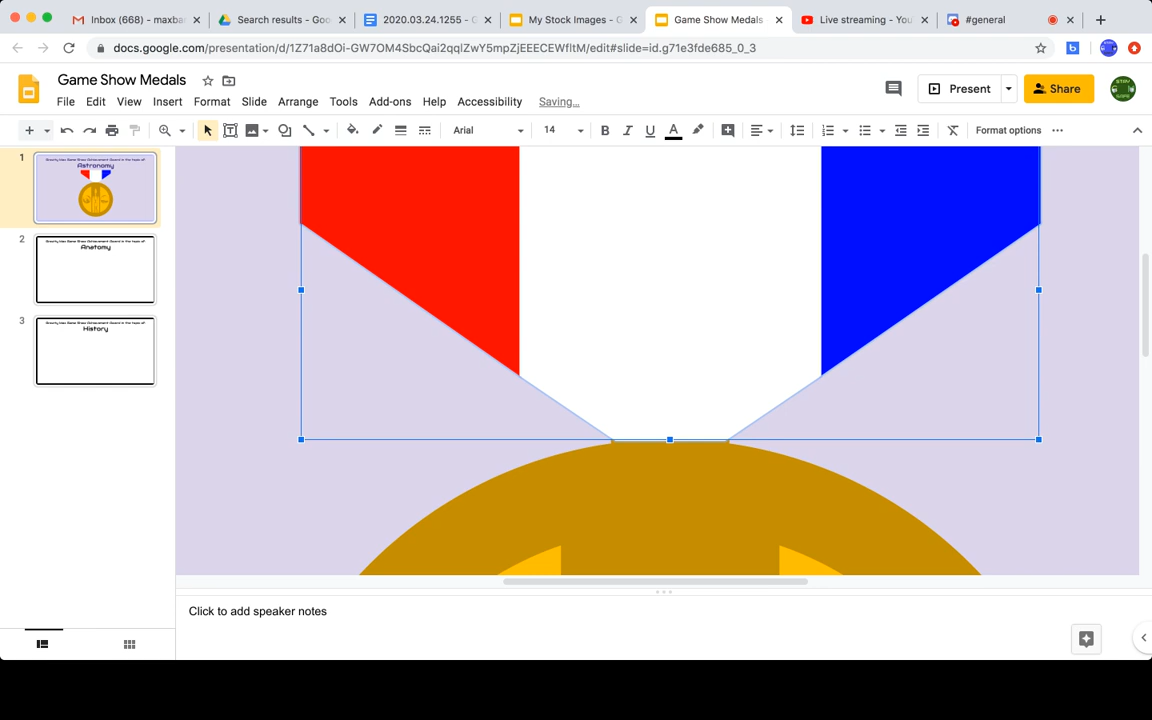 Inbox (668) - maxba
Search results - Goo
2020.03.24.1255 - G
My Stock Images - G
Game Show Medals
Live streaming - You
#general
docs.google.com/presentation/d/1Z71a8dOi-GW7OM4SbcQai2qqlZwY5mpZjEEECEWfltM/edit#slide=id.g71e3fde685_0_3
Game Show Medals
File Edit View Insert Format Slide Arrange Tools Add-ons Help Accessibility Saving...
Present
Share
Arial
14
B I U A
Format options
1
Astronomy
2
Anatomy
3
History
Click to add speaker notes